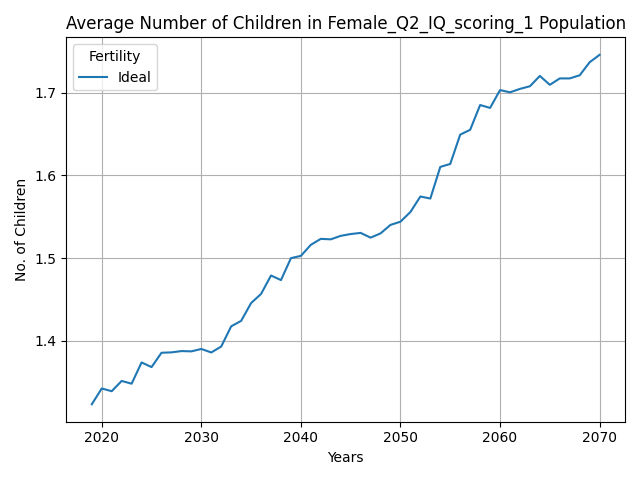 Average Number of Children in Female_Q2_IQ_scoring_1 Population
Fertility
Ideal
No. of Children
1.7
1.6
1.5
1.4
2020 2030 2040 2050 2060 2070
Years